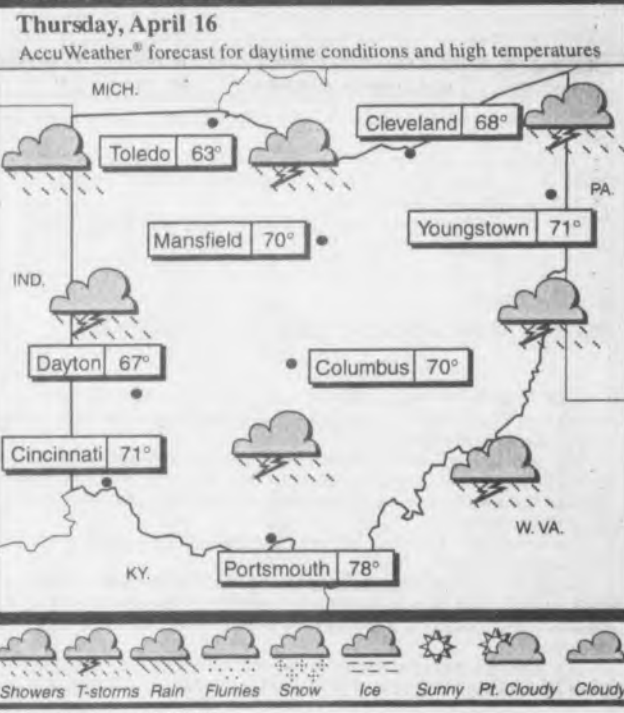 Thursday, April 16
AccuWeather® forecast for daytime conditions and high temperatures
MICH.
Cleveland 68°
Toledo 63°
PA.
Youngstown 71°
Mansfield 70°
IND.
Dayton 67°
Columbus 70°
Cincinnati 71°
W. VA.
KY.
Portsmouth 78°
Showers T-storms Rain Flurries Snow Ice Sunny Pt. Cloudy Cloudy